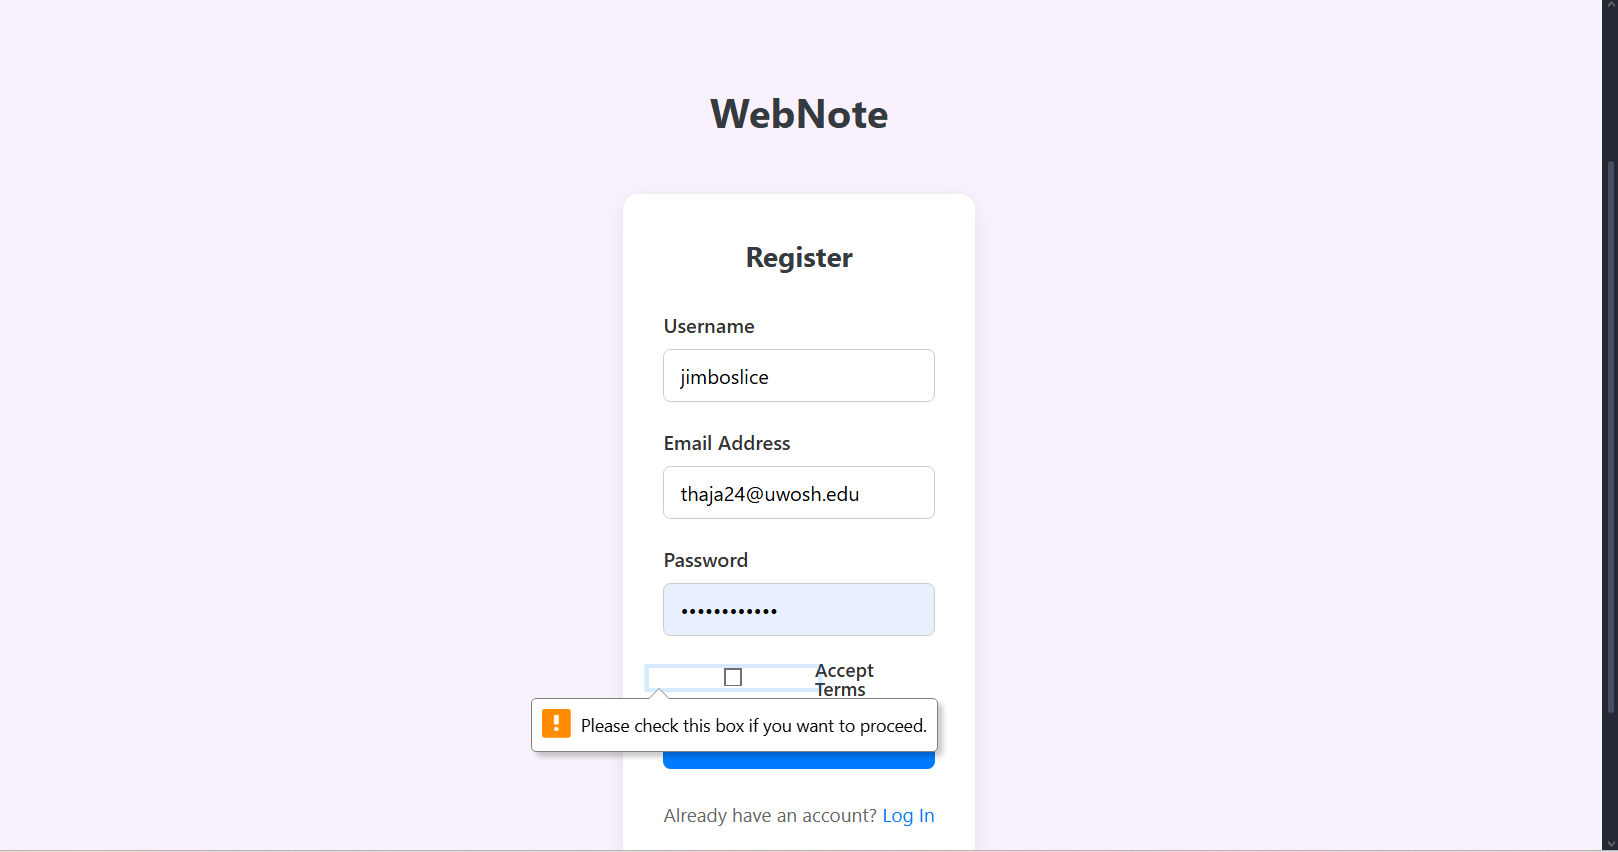 WebNote
Register
Username
jimboslice
Email Address
thaja24@uwosh.edu
Password
••••••••••••
Accept
Terms
Please check this box if you want to proceed.
Already have an account? Log In